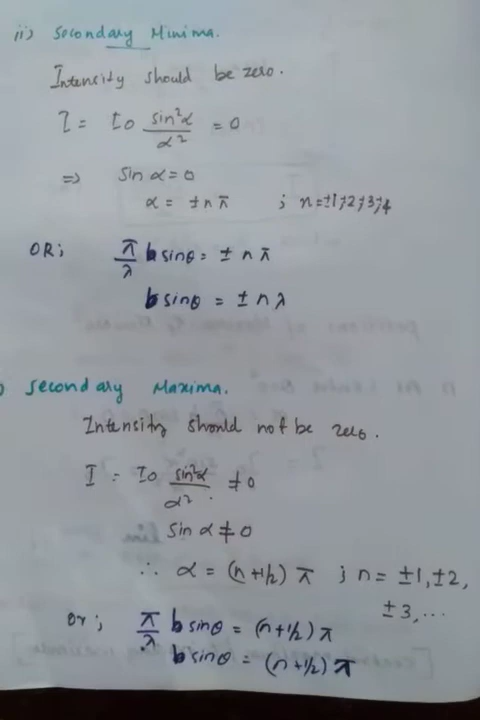 ii) Secondary Minima.
Intensity should be zero.
I = I0 sin²α/α² = 0
⇒ Sin α = 0
α = ± n π ; n = ±1, 2, 3, 4
OR; π/λ b sinθ = ± n π
b sinθ = ± n λ
) Secondary Maxima.
Intensity should not be zero.
I = I0 sin²α/α² ≠ 0
Sin α ≠ 0
∴ α = (n+1/2) π ; n = ±1, ±2,
±3, ...
Or; π/λ b sinθ = (n+1/2) π
b sinθ = (n+1/2) π